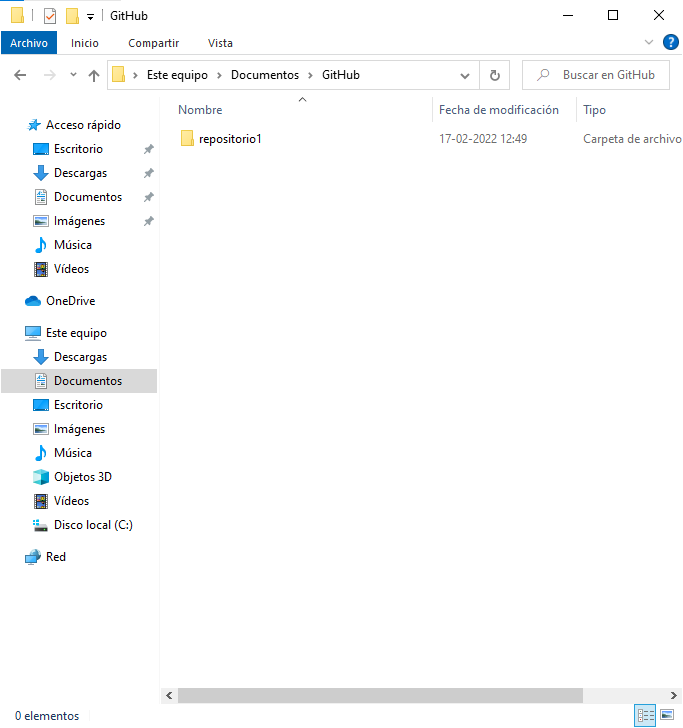 GitHub
Archivo Inicio Compartir Vista
Este equipo Documentos GitHub Buscar en GitHub
Nombre Fecha de modificación Tipo
repositorio1 17-02-2022 12:49 Carpeta de archivo
Acceso rápido
Escritorio
Descargas
Documentos
Imágenes
Música
Vídeos
OneDrive
Este equipo
Descargas
Documentos
Escritorio
Imágenes
Música
Objetos 3D
Vídeos
Disco local (C:)
Red
0 elementos